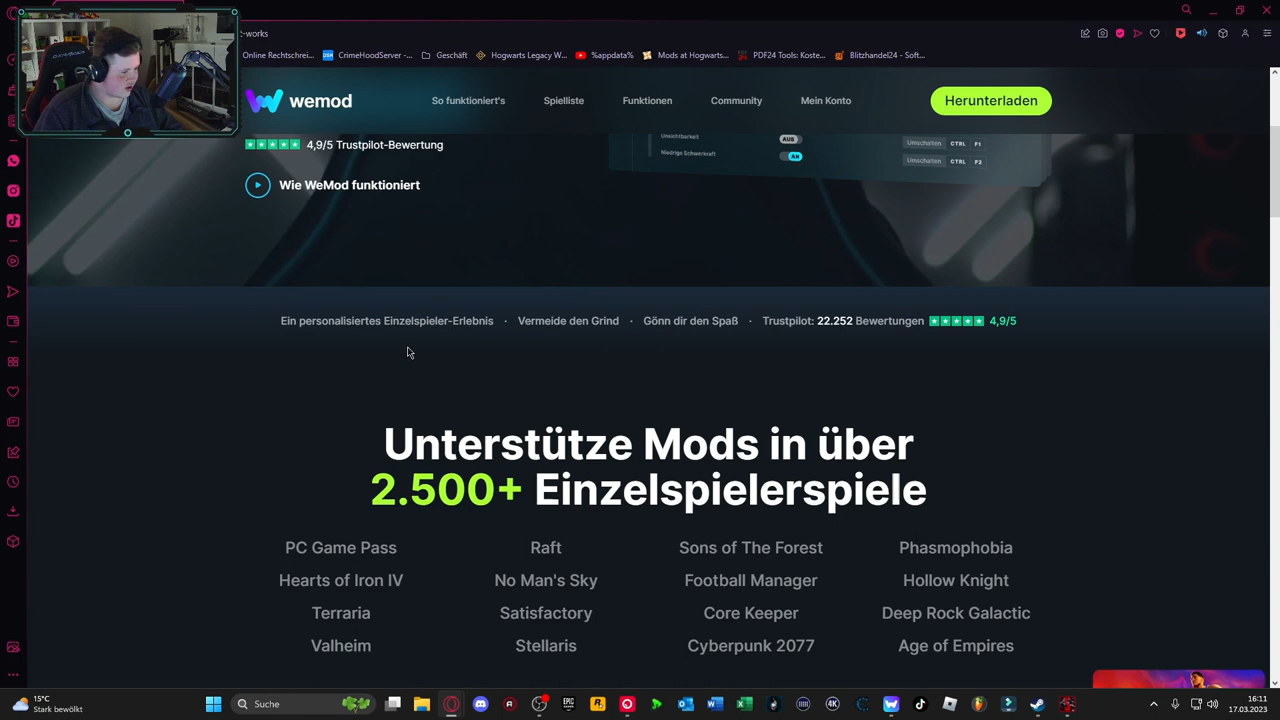 t-works
Online Rechtschrei...
CrimeHoodServer -...
Geschäft
Hogwarts Legacy W...
%appdata%
Mods at Hogwarts...
PDF24 Tools: Koste...
Blitzhandel24 - Soft...
wemod
So funktioniert's
Spielliste
Funktionen
Community
Mein Konto
Herunterladen
Unsichtbarkeit
AUS
Umschalten CTRL F1
Niedrige Schwerkraft
AN
Umschalten CTRL F2
4,9/5 Trustpilot-Bewertung
Wie WeMod funktioniert
Ein personalisiertes Einzelspieler-Erlebnis · Vermeide den Grind · Gönn dir den Spaß · Trustpilot: 22.252 Bewertungen 4,9/5
Unterstütze Mods in über
2.500+ Einzelspielerspiele
PC Game Pass
Raft
Sons of The Forest
Phasmophobia
Hearts of Iron IV
No Man's Sky
Football Manager
Hollow Knight
Terraria
Satisfactory
Core Keeper
Deep Rock Galactic
Valheim
Stellaris
Cyberpunk 2077
Age of Empires
15°C
Stark bewölkt
Suche
16:11
17.03.2023